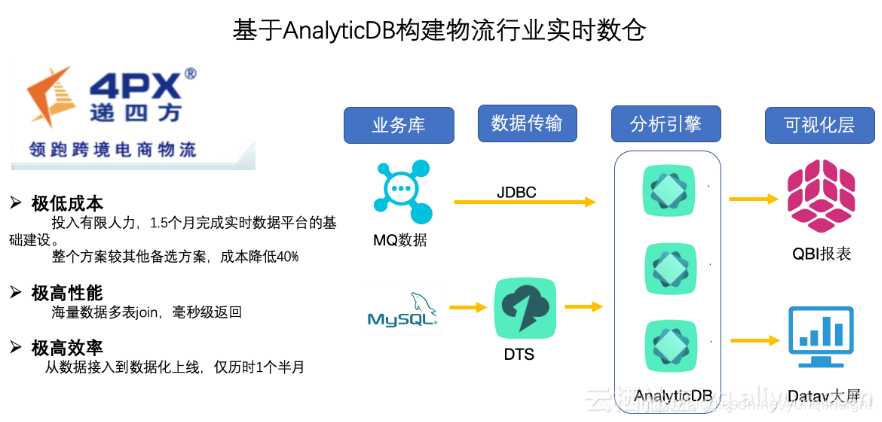 基于AnalyticDB构建物流行业实时数仓
4PX®
递四方
领跑跨境电商物流
极低成本
投入有限人力，1.5个月完成实时数据平台的基
础建设。
整个方案较其他备选方案，成本降低40%
极高性能
海量数据多表join，毫秒级返回
极高效率
从数据接入到数据化上线，仅历时1个半月
业务库
数据传输
分析引擎
可视化层
MQ数据
JDBC
QBI报表
MySQL®
DTS
AnalyticDB
Datav大屏